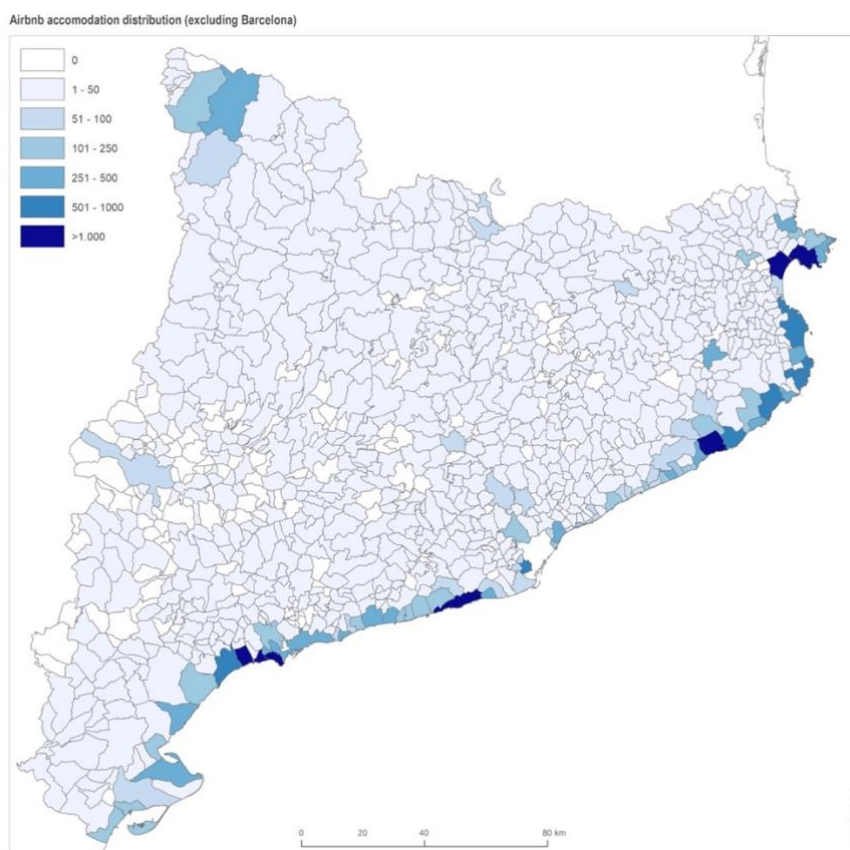 Airbnb accomodation distribution (excluding Barcelona)
0
1 - 50
51 - 100
101 - 250
251 - 500
501 - 1000
>1.000
0 20 40 80 km